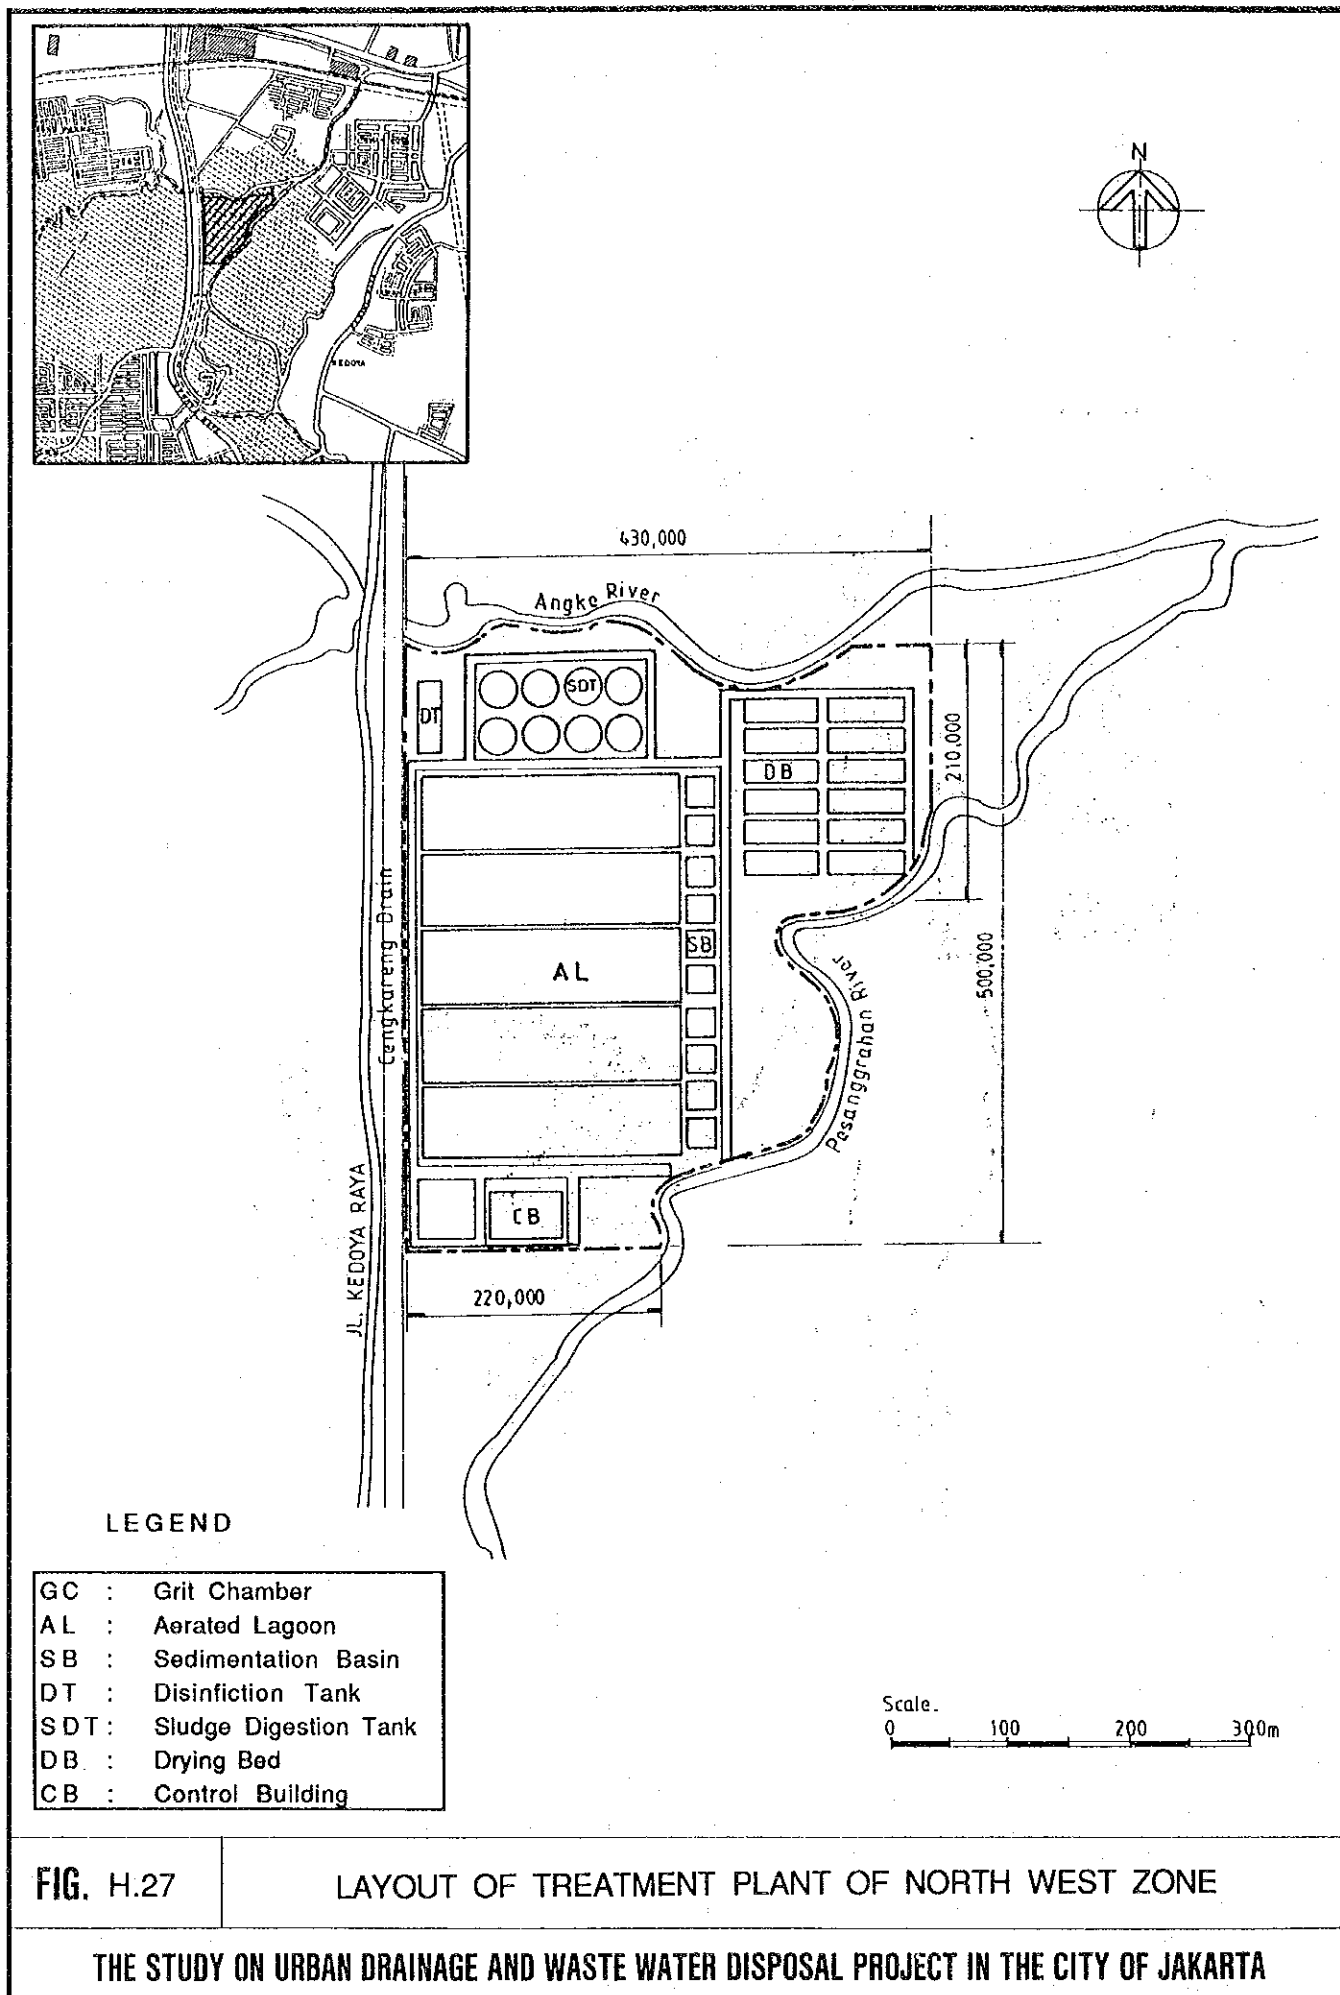 KEDOYA
N
430,000
Angke River
SDT
DT
DB
210,000
500,000
Cengkareng Drain
SB
AL
Pesanggrahan River
JL. KEDOYA RAYA
CB
220,000
LEGEND
GC : Grit Chamber
AL : Aerated Lagoon
SB : Sedimentation Basin
DT : Disinfiction Tank
SDT : Sludge Digestion Tank
DB : Drying Bed
CB : Control Building
Scale.
0 100 200 300m
FIG. H.27
LAYOUT OF TREATMENT PLANT OF NORTH WEST ZONE
THE STUDY ON URBAN DRAINAGE AND WASTE WATER DISPOSAL PROJECT IN THE CITY OF JAKARTA